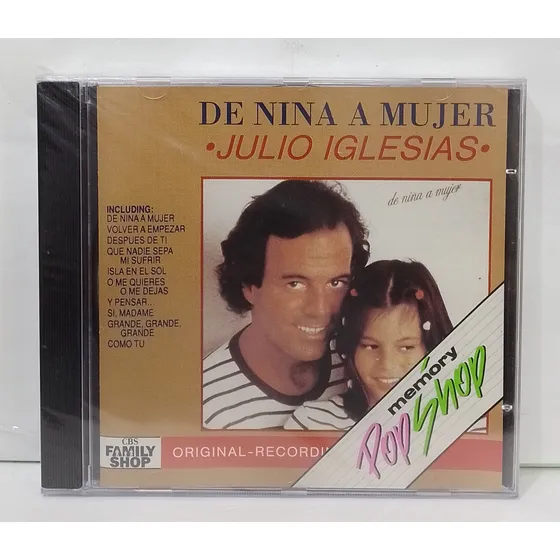 DE NINA A MUJER
•JULIO IGLESIAS•
de nina a mujer
INCLUDING:
DE NINA A MUJER
VOLVER A EMPEZAR
DESPUES DE TI
QUE NADIE SEPA
MI SUFRIR
ISLA EN EL SOL
O ME QUIERES
O ME DEJAS
Y PENSAR..
SI, MADAME
GRANDE, GRANDE,
GRANDE
COMO TU
memory
Pop Shop
CBS
FAMILY
SHOP
ORIGINAL-RECORDI